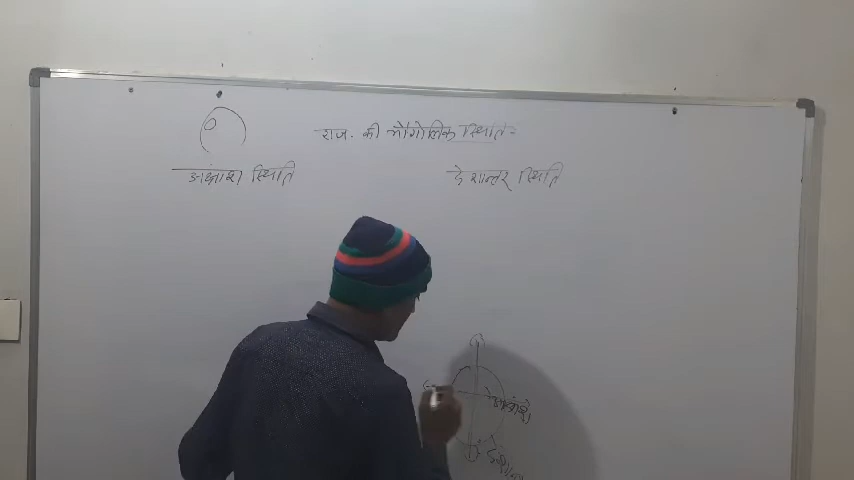 राज. की भौगोलिक स्थिति-
अक्षांश स्थिति
देशान्तर स्थिति